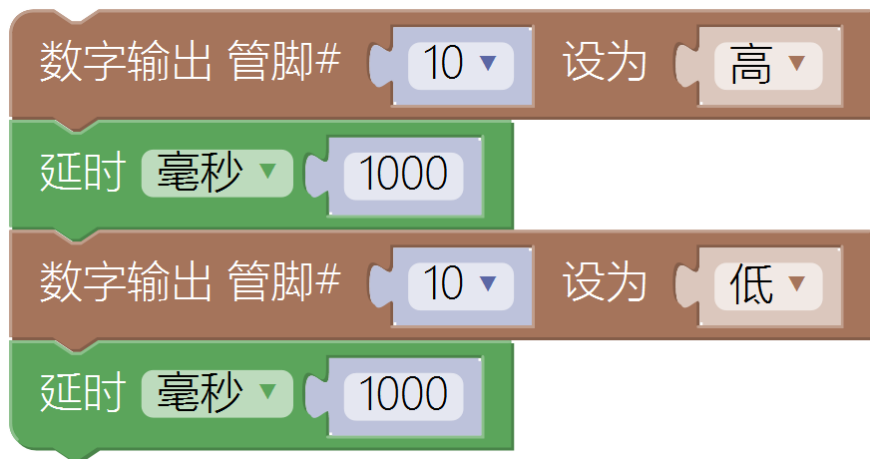 数字输出 管脚# 10 设为 高
延时 毫秒 1000
数字输出 管脚# 10 设为 低
延时 毫秒 1000